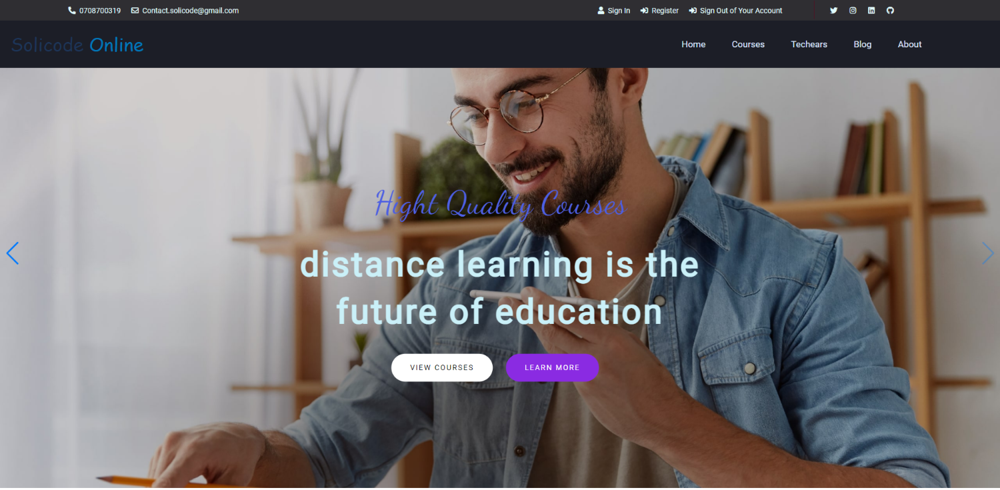 0708700319 Contact.solicode@gmail.com Sign In Register Sign Out of Your Account
Solicode Online Home Courses Techears Blog About
Hight Quality Courses
distance learning is the
future of education
VIEW COURSES LEARN MORE